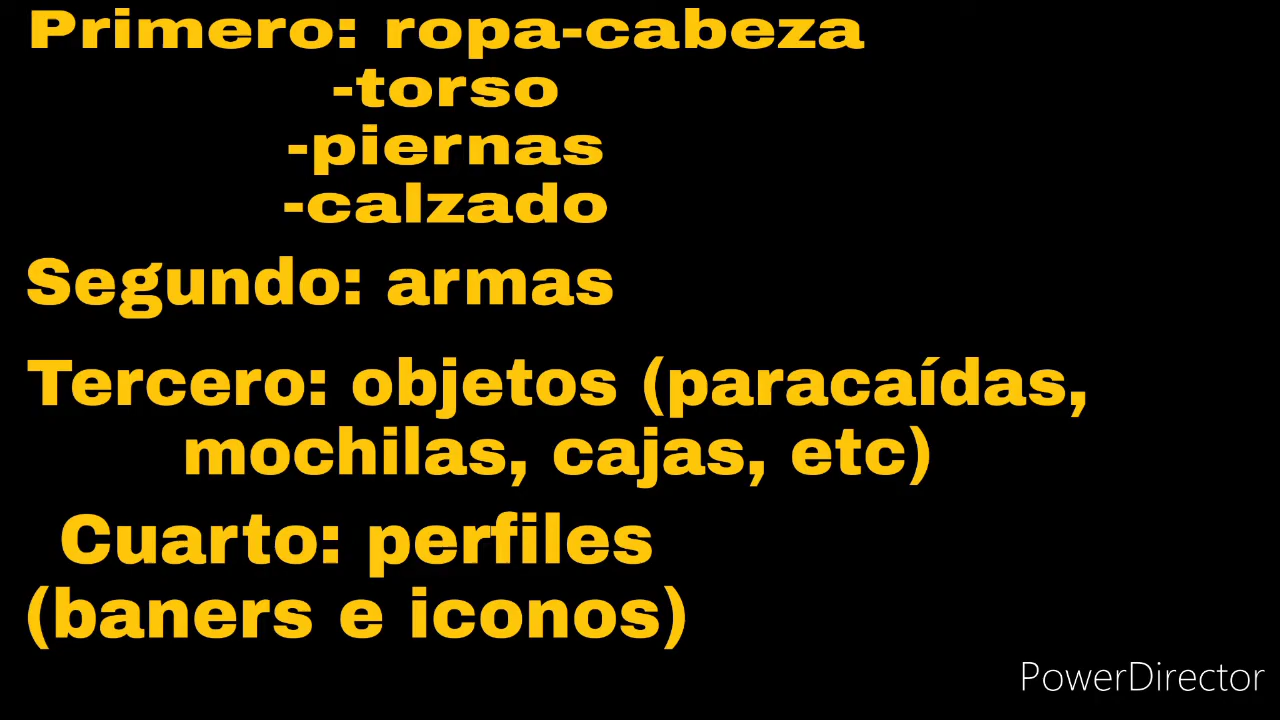 Primero: ropa-cabeza
-torso
-piernas
-calzado
Segundo: armas
Tercero: objetos (paracaídas,
mochilas, cajas, etc)
Cuarto: perfiles
(baners e iconos)
PowerDirector